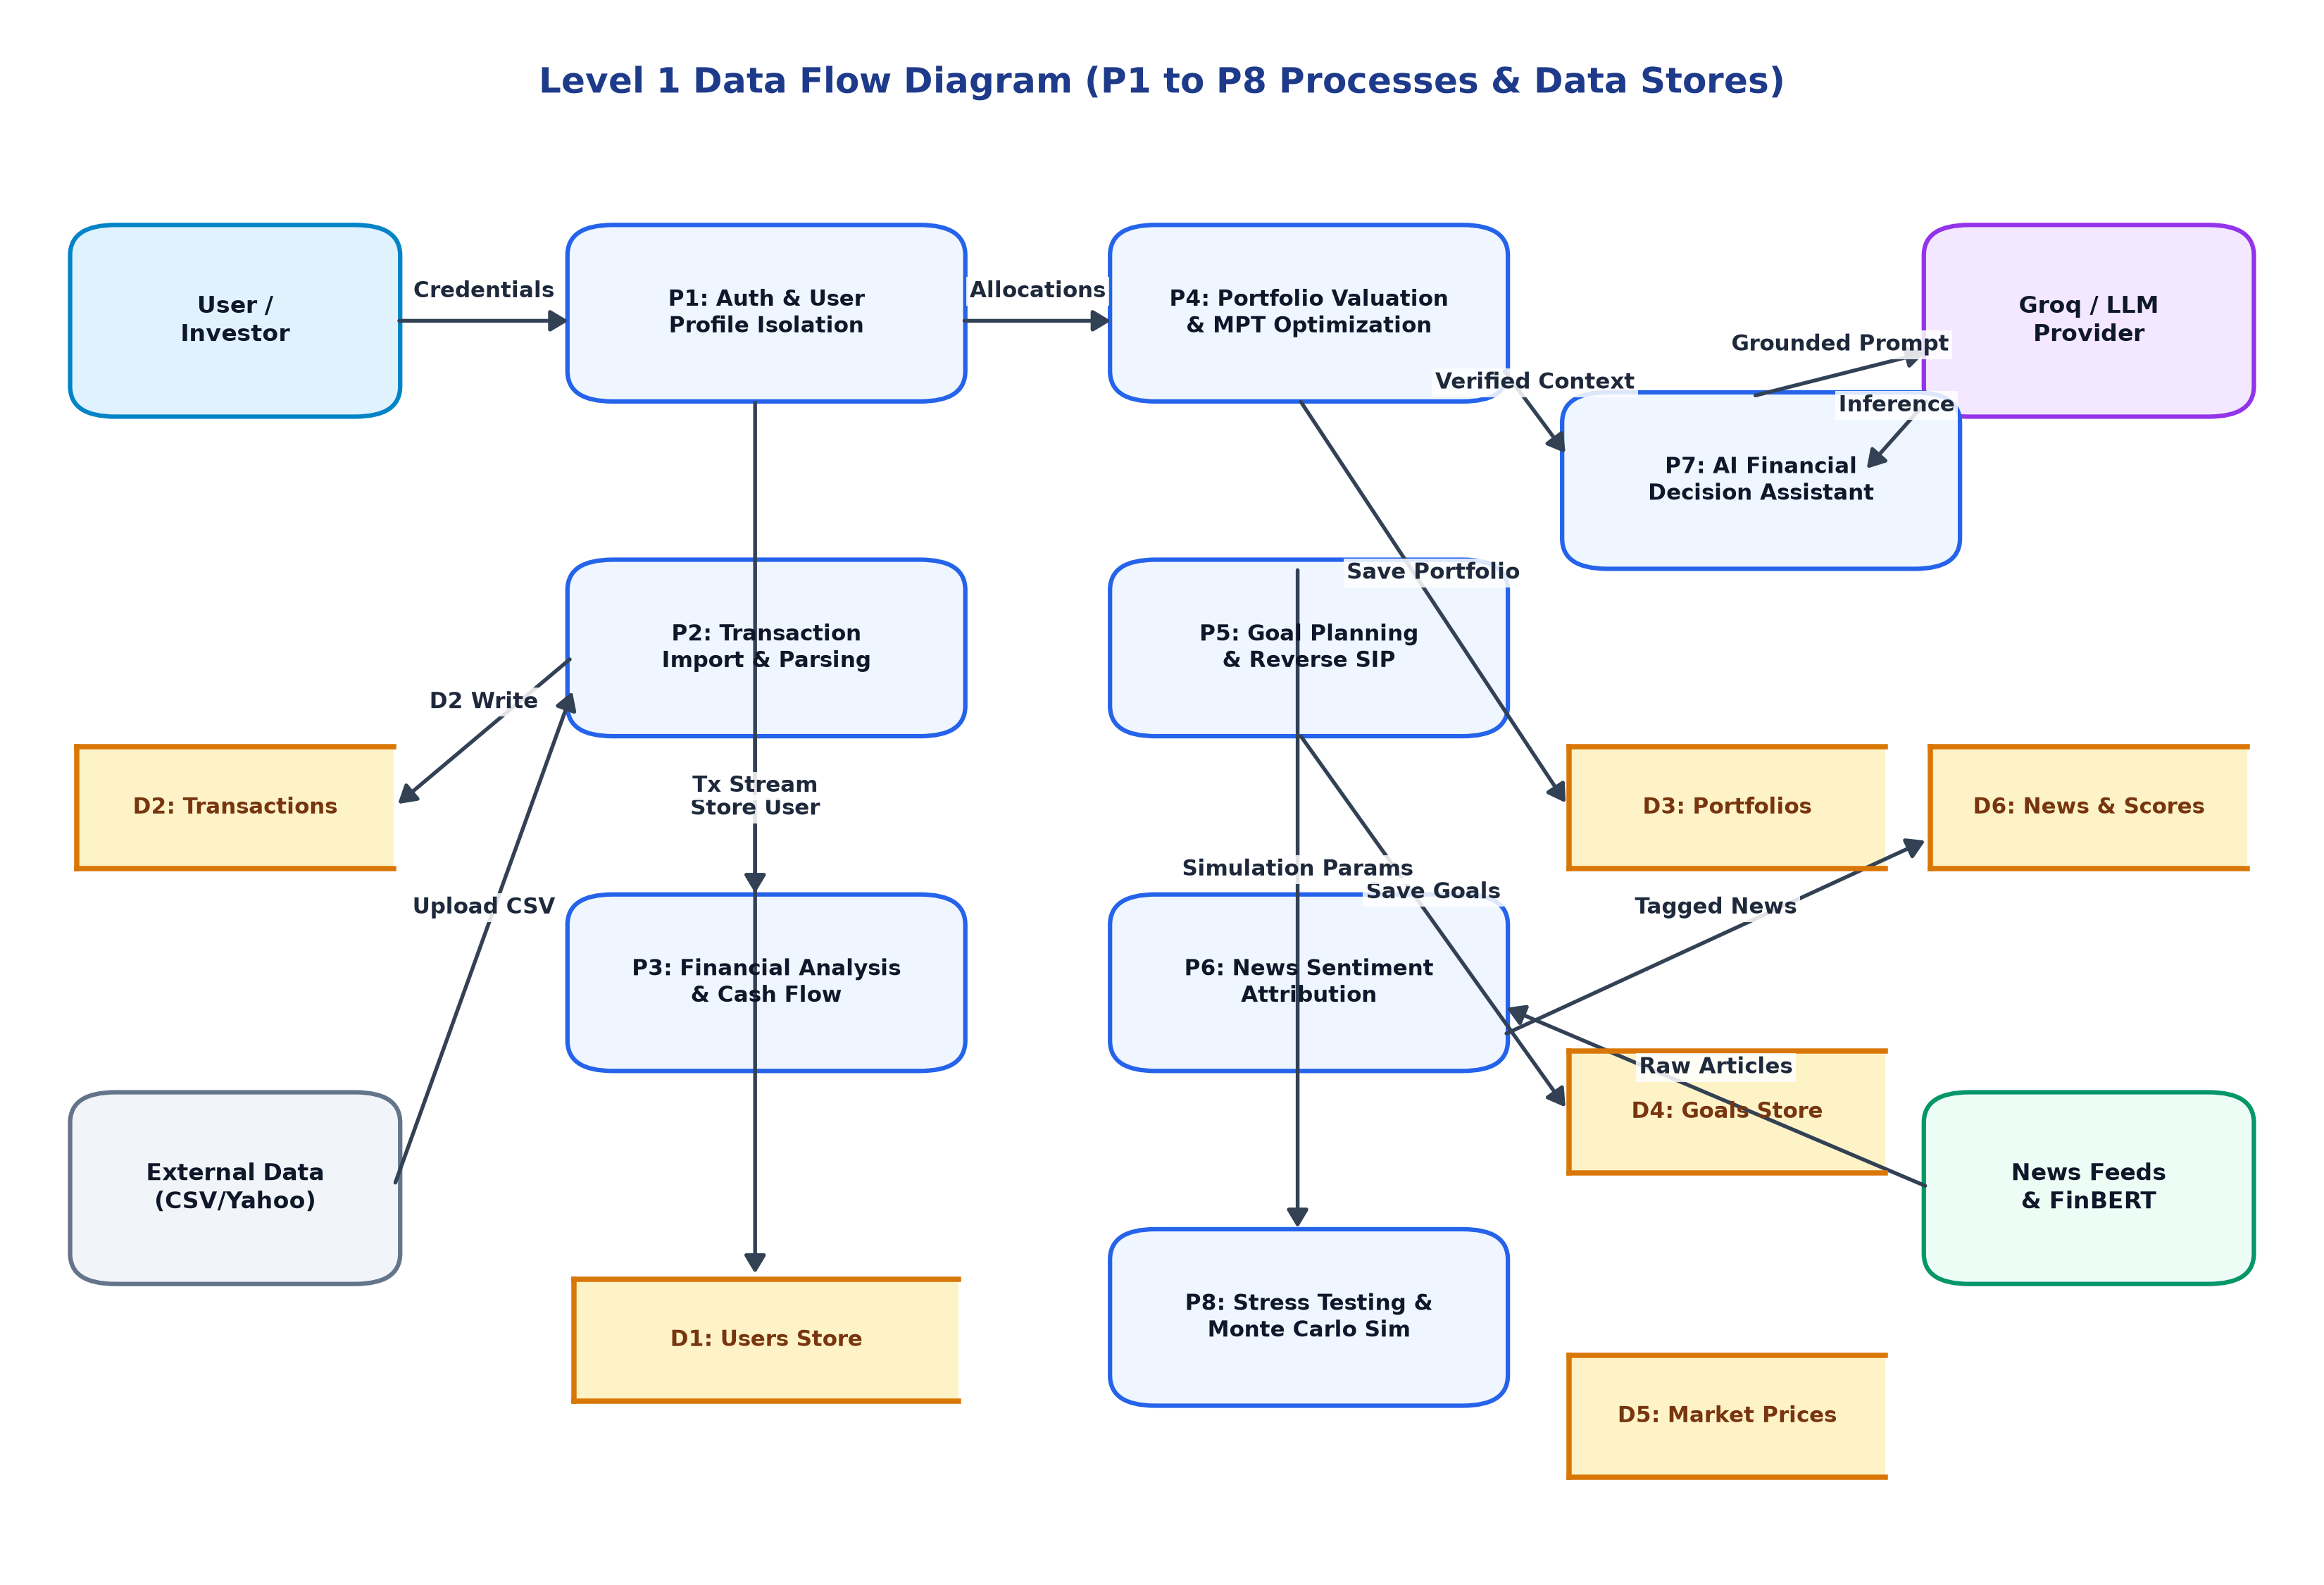 Level 1 Data Flow Diagram (P1 to P8 Processes & Data Stores)
User /
Investor
Credentials
P1: Auth & User
Profile Isolation
Allocations
P4: Portfolio Valuation
& MPT Optimization
Groq / LLM
Provider
Grounded Prompt
Verified Context
Inference
P7: AI Financial
Decision Assistant
Save Portfolio
P2: Transaction
Import & Parsing
P5: Goal Planning
& Reverse SIP
D2 Write
Tx Stream
Store User
D2: Transactions
D3: Portfolios
D6: News & Scores
Simulation Params
Save Goals
Upload CSV
Tagged News
P3: Financial Analysis
& Cash Flow
P6: News Sentiment
Attribution
Raw Articles
D4: Goals Store
External Data
(CSV/Yahoo)
News Feeds
& FinBERT
D1: Users Store
P8: Stress Testing &
Monte Carlo Sim
D5: Market Prices